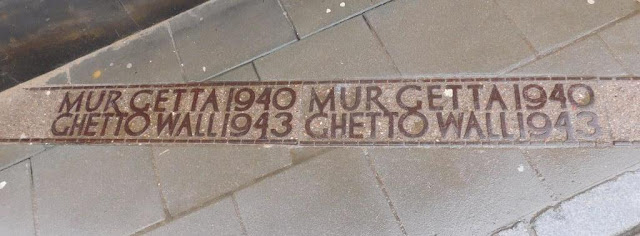 MUR GETTA 1940 MUR GETTA 1940
GHETTO WALL 1943 GHETTO WALL 1943